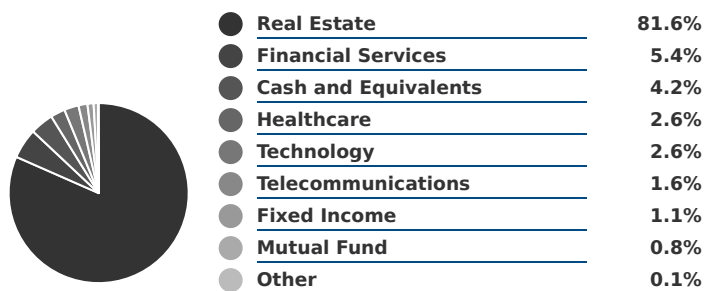 Real Estate 81.6%
Financial Services 5.4%
Cash and Equivalents 4.2%
Healthcare 2.6%
Technology 2.6%
Telecommunications 1.6%
Fixed Income 1.1%
Mutual Fund 0.8%
Other 0.1%